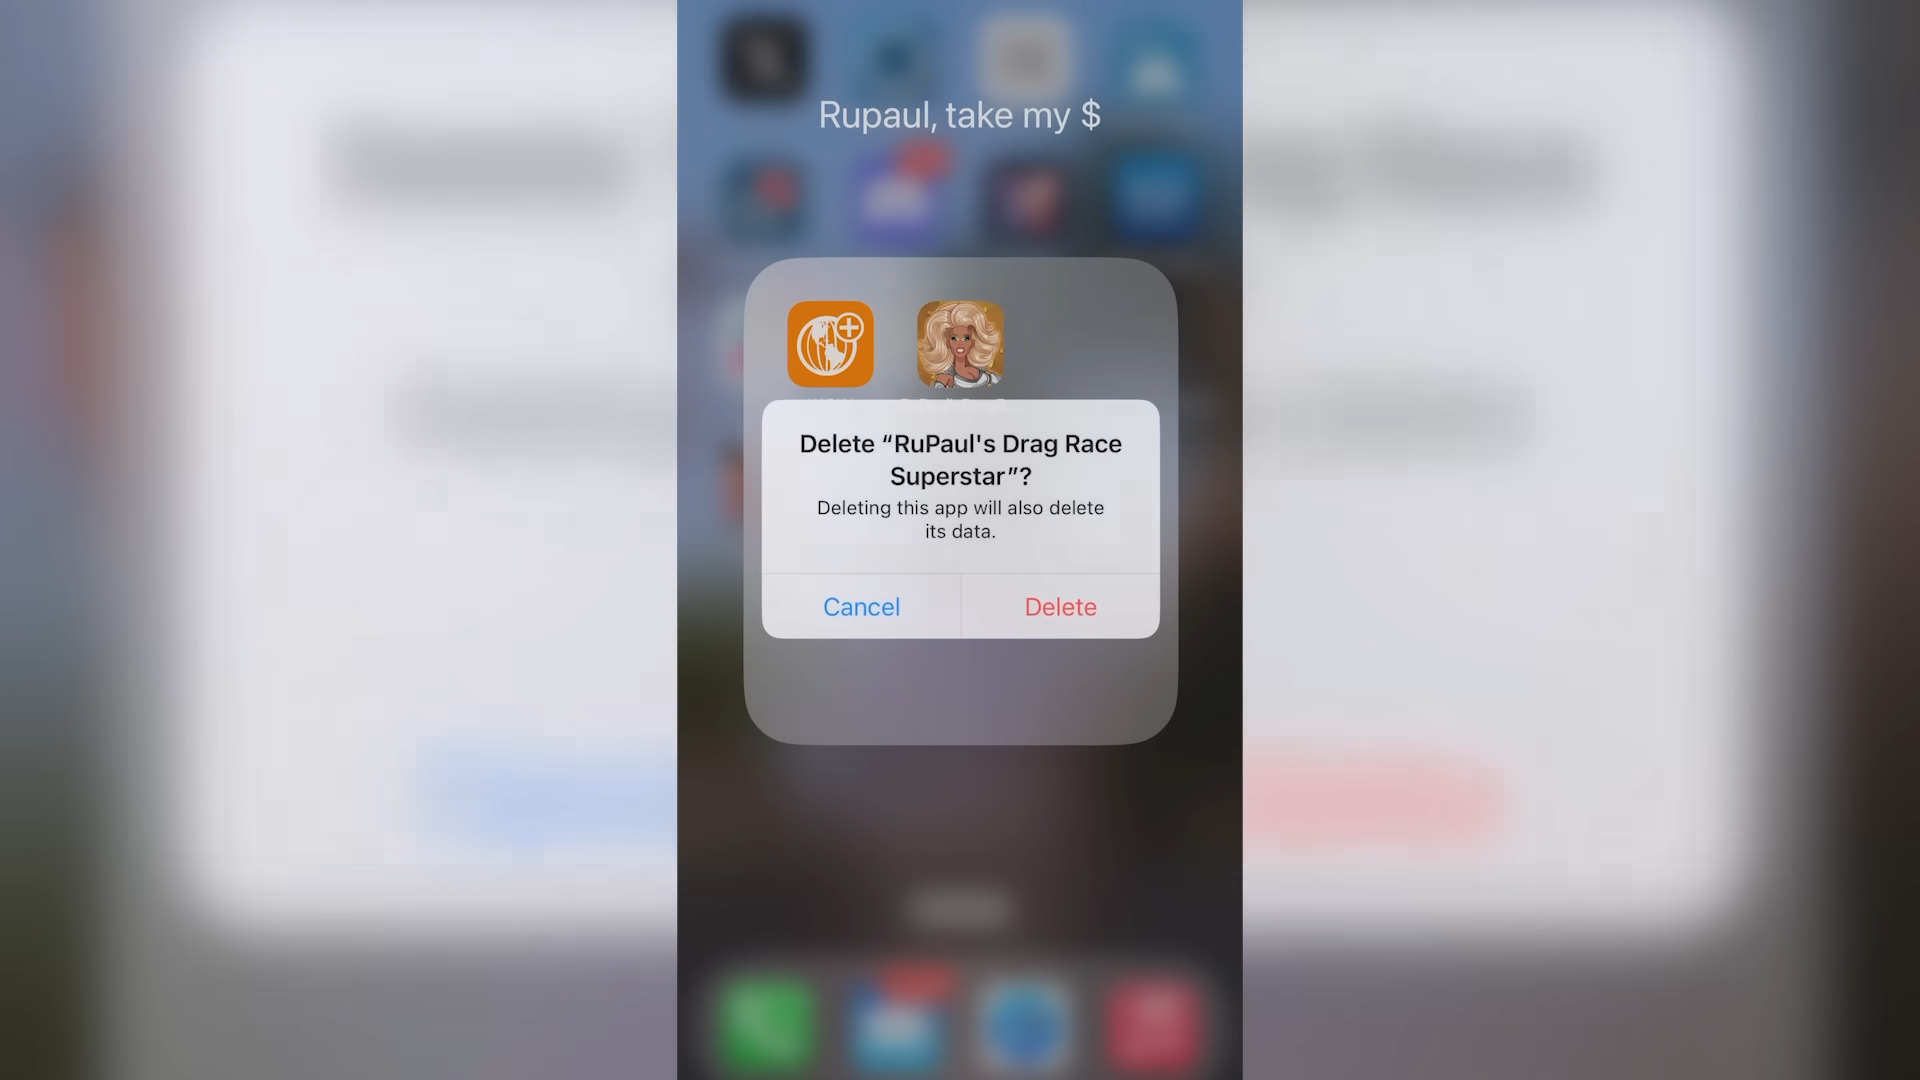 Rupaul, take my $
Delete “RuPaul's Drag Race
Superstar”?
Deleting this app will also delete
its data.
Cancel
Delete